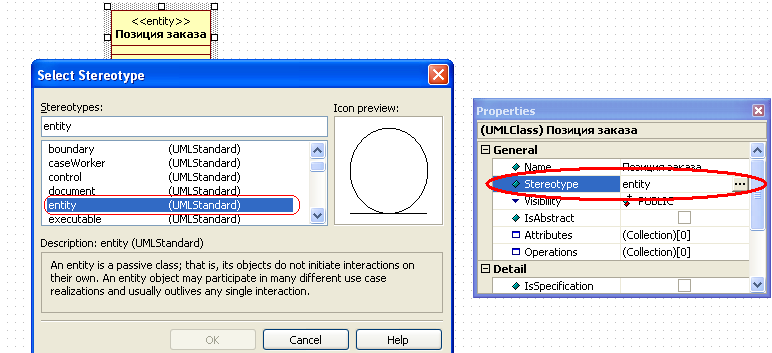 <<entity>>
Позиция заказа
Select Stereotype
Stereotypes:
entity
boundary (UMLStandard)
caseWorker (UMLStandard)
control (UMLStandard)
document (UMLStandard)
entity (UMLStandard)
executable (UMLStandard)
Icon preview:
Description: entity (UMLStandard)
An entity is a passive class; that is, its objects do not initiate interactions on
their own. An entity object may participate in many different use case
realizations and usually outlives any single interaction.
OK Cancel Help
Properties
(UMLClass) Позиция заказа
General
Name Позиция заказа
Stereotype entity ...
Visibility PUBLIC
IsAbstract
Attributes (Collection)[0]
Operations (Collection)[0]
Detail
IsSpecification